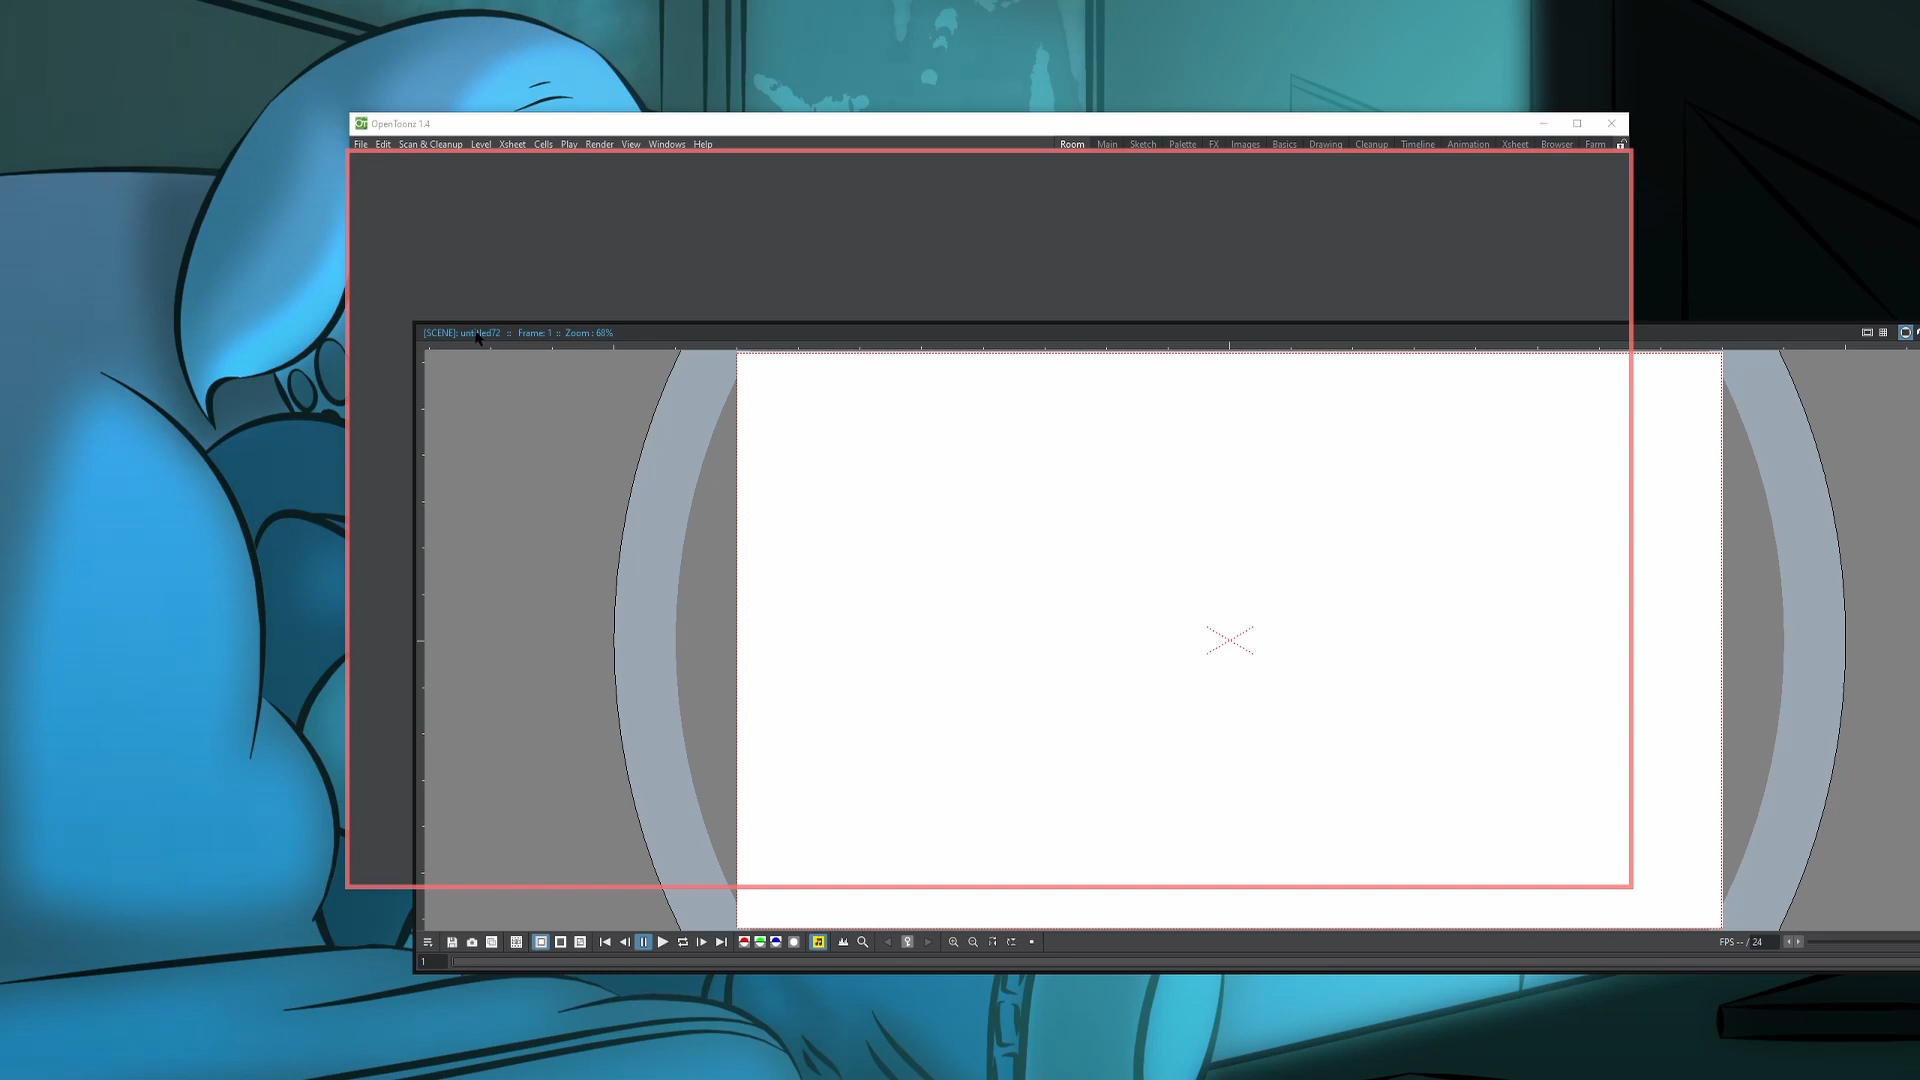 OpenToonz 1.4
File Edit Scan & Cleanup Level Xsheet Cells Play Render View Windows Help Room Main Sketch Palette FX Images Basics Drawing Cleanup Timeline Animation Xsheet Browser Farm
[SCENE]: untitled72 :: Frame: 1 :: Zoom : 68%
FPS -- / 24
1